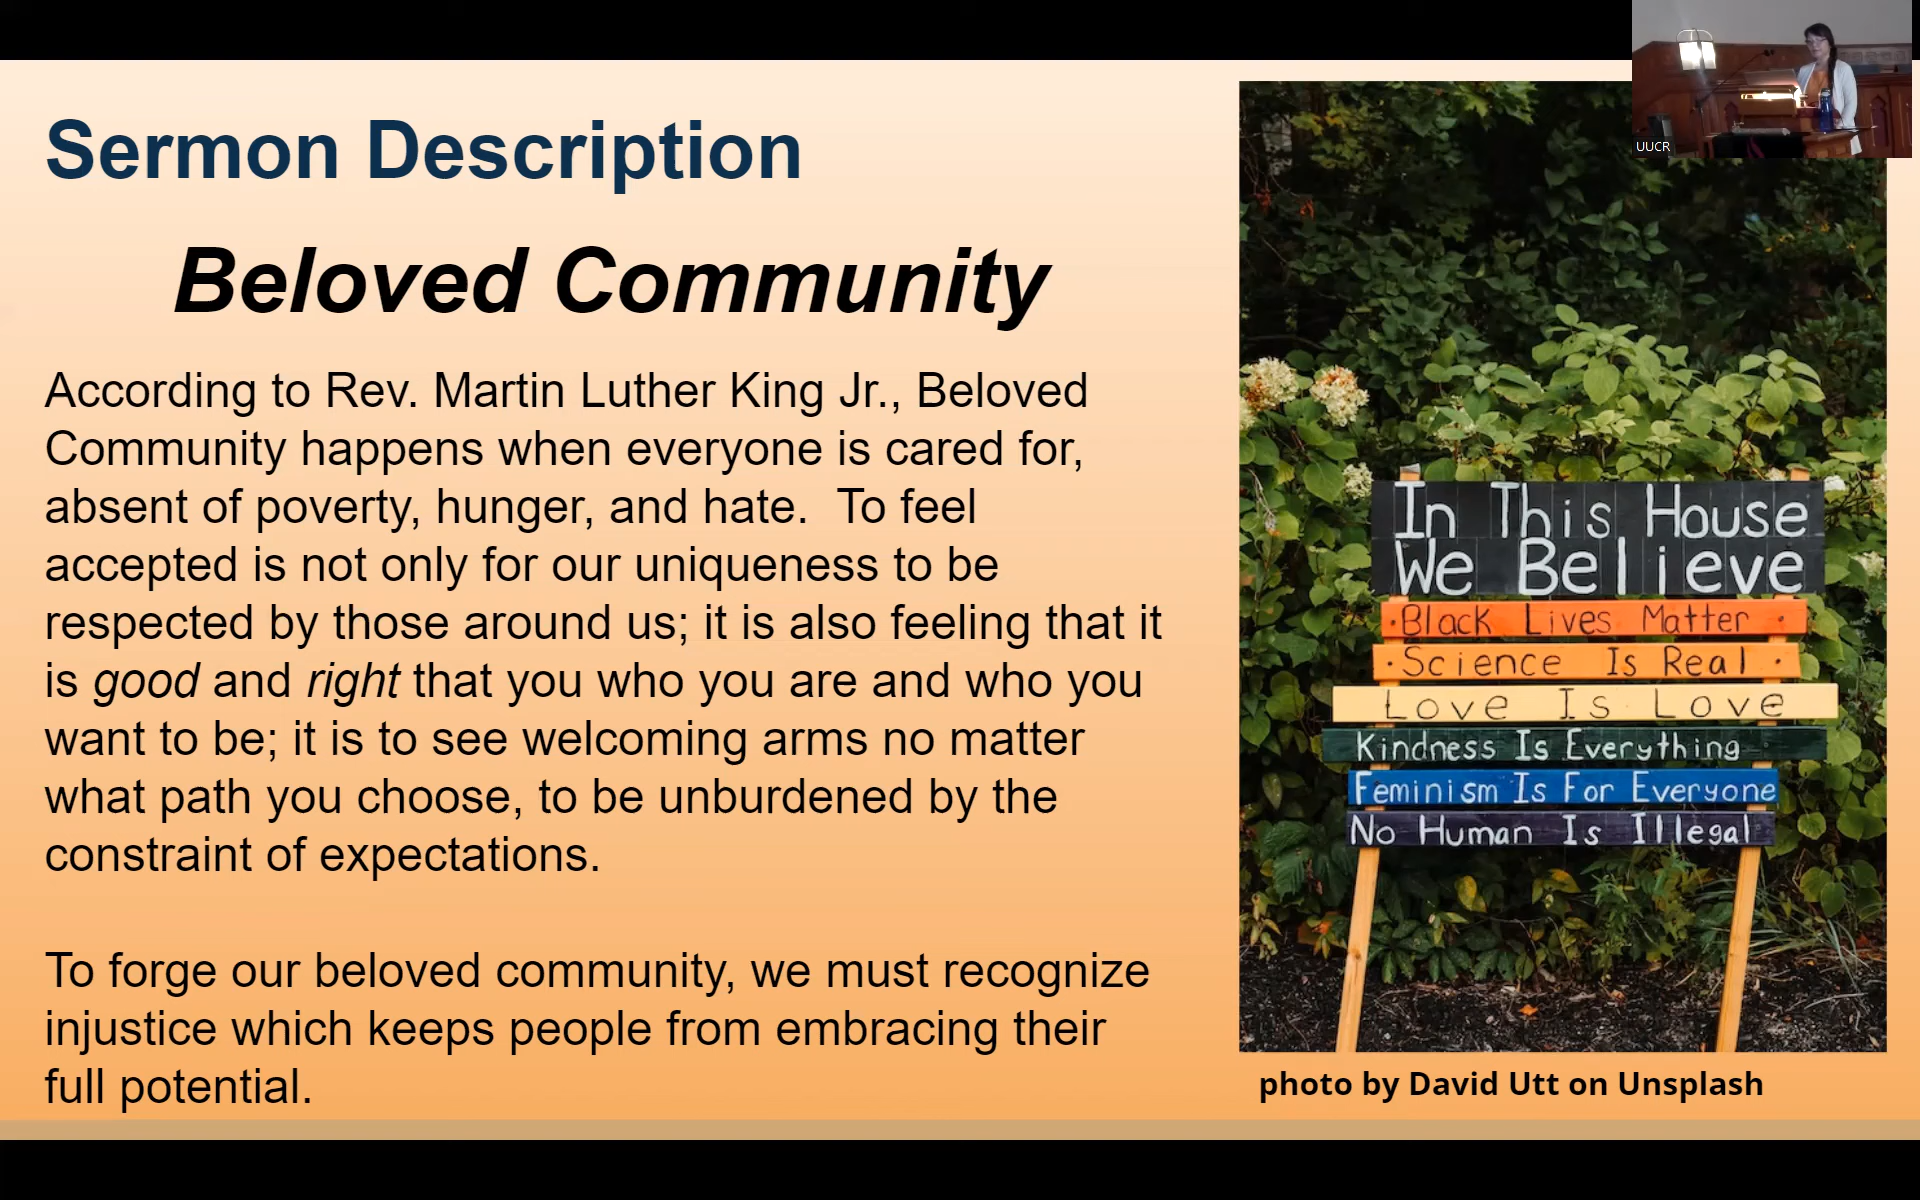 UUCR
Sermon Description
Beloved Community
According to Rev. Martin Luther King Jr., Beloved
Community happens when everyone is cared for,
absent of poverty, hunger, and hate.  To feel
accepted is not only for our uniqueness to be
respected by those around us; it is also feeling that it
is good and right that you who you are and who you
want to be; it is to see welcoming arms no matter
what path you choose, to be unburdened by the
constraint of expectations.
To forge our beloved community, we must recognize
injustice which keeps people from embracing their
full potential.
In This House
We Believe
·Black Lives Matter ·
·Science Is Real ·
Love Is Love
Kindness Is Everything
Feminism Is For Everyone
No Human Is Illegal
photo by David Utt on Unsplash